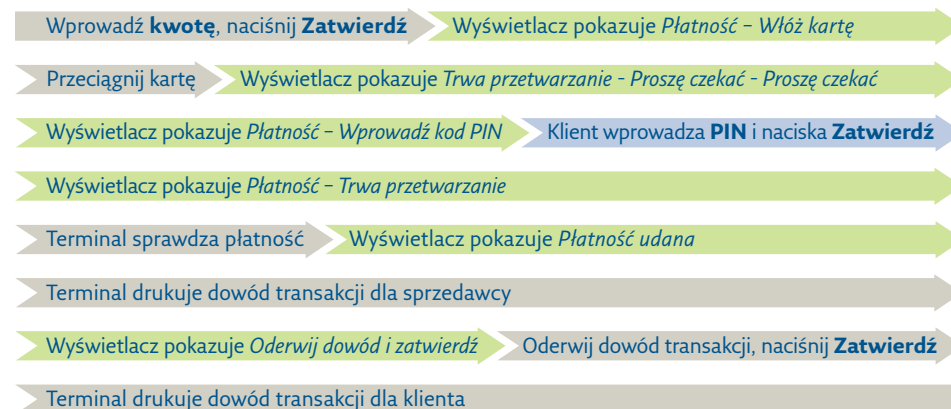 Wprowadź kwotę, naciśnij Zatwierdź Wyświetlacz pokazuje Płatność – Włóż kartę
Przeciągnij kartę Wyświetlacz pokazuje Trwa przetwarzanie - Proszę czekać - Proszę czekać
Wyświetlacz pokazuje Płatność – Wprowadź kod PIN Klient wprowadza PIN i naciska Zatwierdź
Wyświetlacz pokazuje Płatność – Trwa przetwarzanie
Terminal sprawdza płatność Wyświetlacz pokazuje Płatność udana
Terminal drukuje dowód transakcji dla sprzedawcy
Wyświetlacz pokazuje Oderwij dowód i zatwierdź Oderwij dowód transakcji, naciśnij Zatwierdź
Terminal drukuje dowód transakcji dla klienta